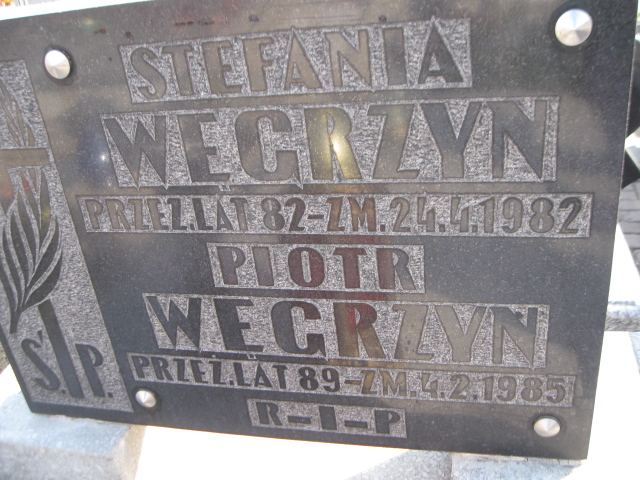 STEFANIA
WĘGRZYN
PRZEŻ.LAT 82-ZM.24.4.1982
PIOTR
WĘGRZYN
PRZEŻ.LAT 89-ZM.4.2.1985
R-I-P
Ś.P.